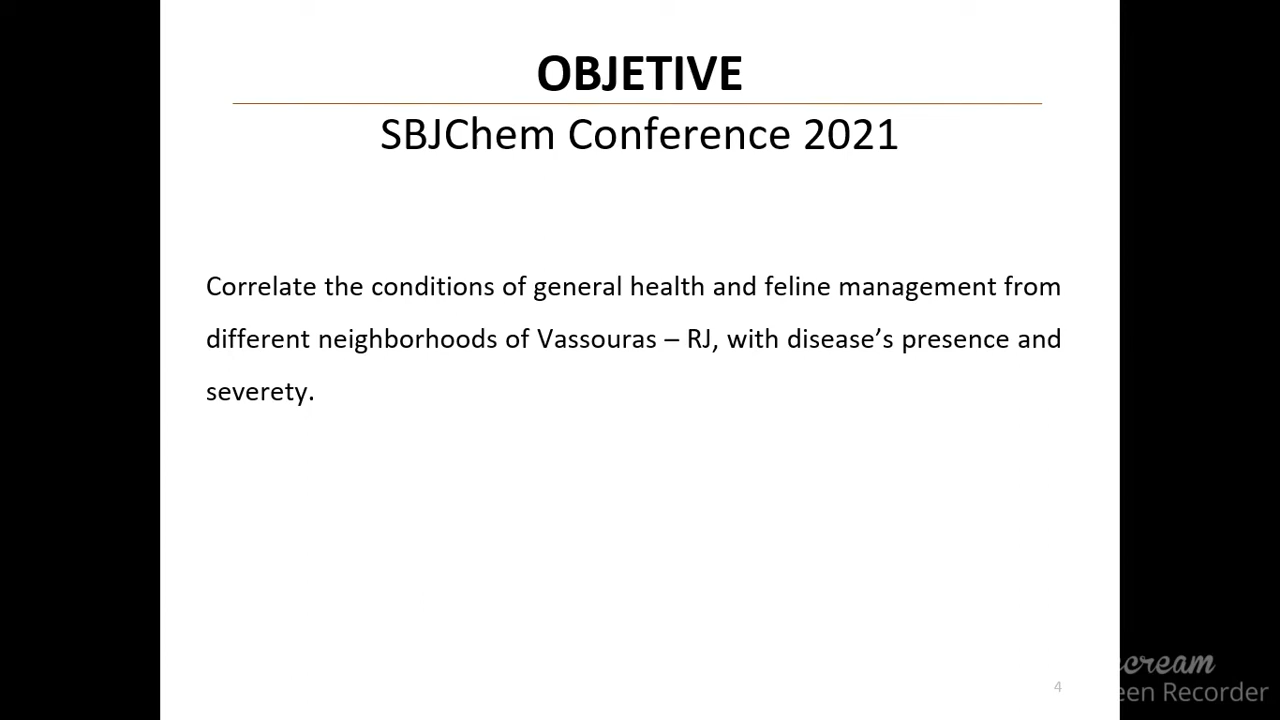 OBJETIVE
SBJChem Conference 2021
Correlate the conditions of general health and feline management from
different neighborhoods of Vassouras – RJ, with disease’s presence and
severety.
4
cream
een Recorder